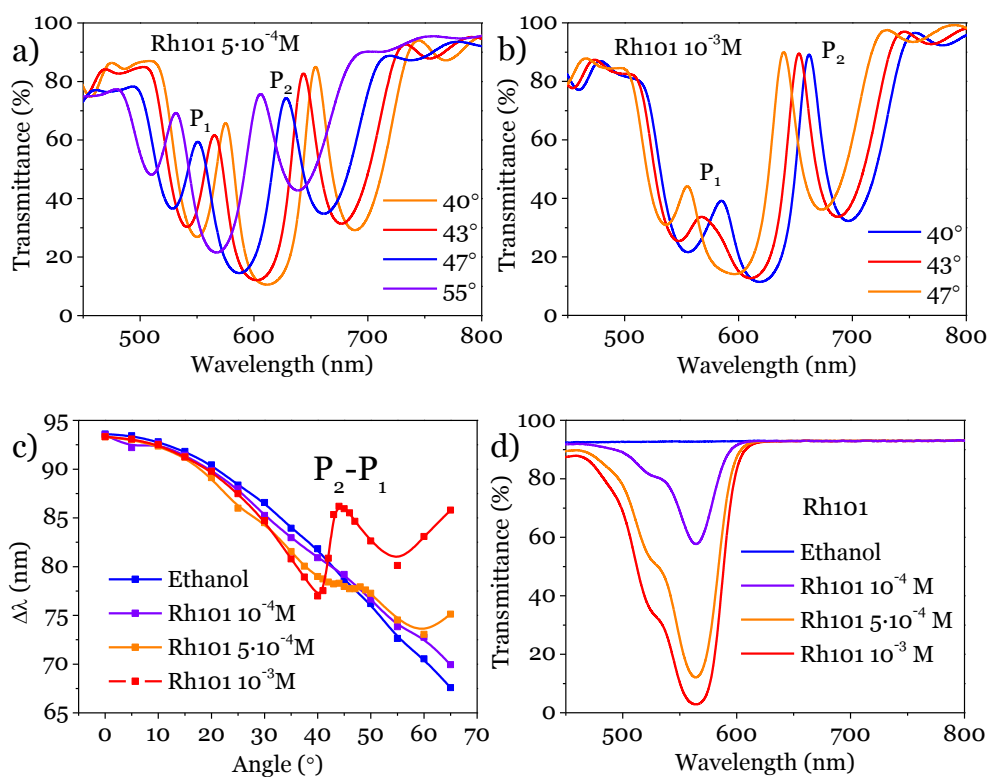 a)
Rh101 5·10⁻⁴M
P₁
P₂
40°
43°
47°
55°
Transmittance (%)
100
80
60
40
20
0
500
600
700
800
Wavelength (nm)
b)
Rh101 10⁻³M
P₂
P₁
40°
43°
47°
Transmittance (%)
100
80
60
40
20
0
500
600
700
800
Wavelength (nm)
c)
P₂-P₁
Ethanol
Rh101 10⁻⁴M
Rh101 5·10⁻⁴M
Rh101 10⁻³M
Δλ (nm)
95
90
85
80
75
70
65
0
10
20
30
40
50
60
70
Angle (°)
d)
Rh101
Ethanol
Rh101 10⁻⁴ M
Rh101 5·10⁻⁴ M
Rh101 10⁻³ M
Transmittance (%)
100
80
60
40
20
0
500
600
700
800
Wavelength (nm)